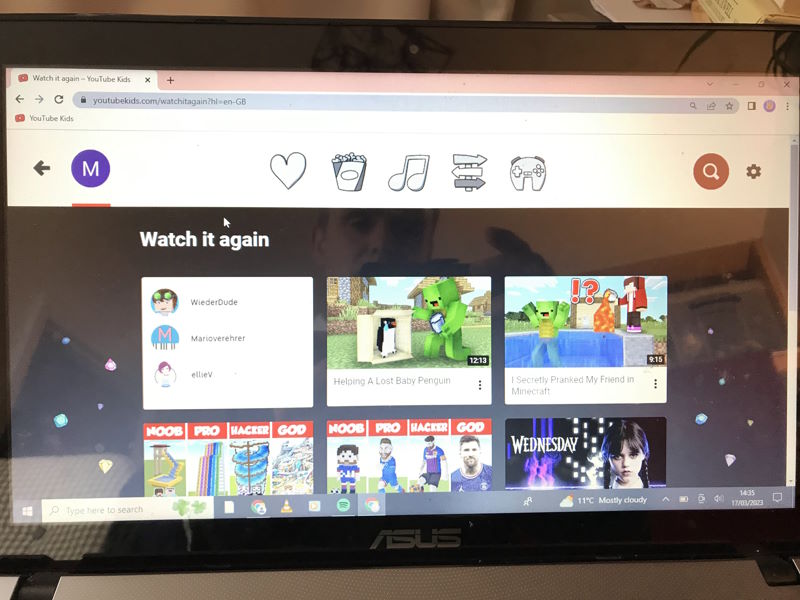 Watch it again – YouTube Kids
youtubekids.com/watchitagain?hl=en-GB
YouTube Kids
M
Watch it again
WiederDude
Marioverehrer
ellieV
12:13
Helping A Lost Baby Penguin
!?
9:15
I Secretly Pranked My Friend in
Minecraft
NOOB PRO HACKER GOD
NOOB PRO HACKER GOD
WEDNESDAY
Type here to search
11°C Mostly cloudy
14:35
17/03/2023
ASUS